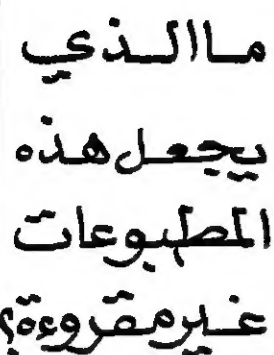 ما الذي
يجعل هذه
المطبوعات
غير مقروءة؟